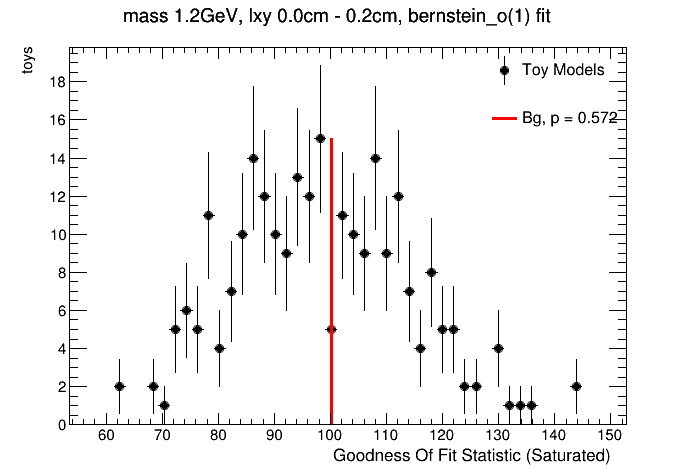 mass 1.2GeV, lxy 0.0cm - 0.2cm, bernstein_o(1) fit
toys
Toy Models
Bg, p = 0.572
18
16
14
12
10
8
6
4
2
0
60 70 80 90 100 110 120 130 140 150
Goodness Of Fit Statistic (Saturated)